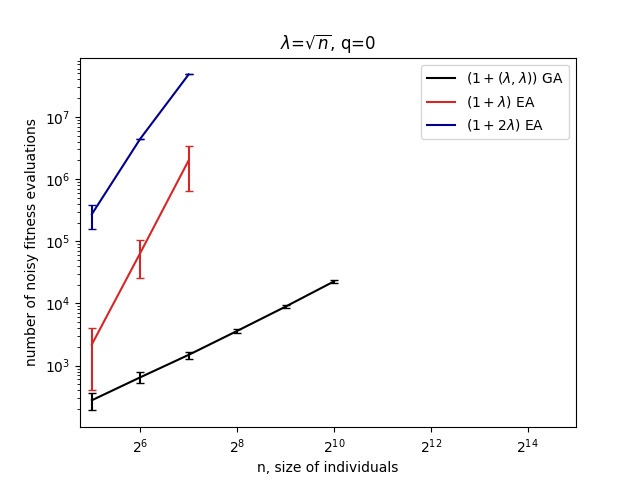 λ=√n, q=0
number of noisy fitness evaluations
10⁷
10⁶
10⁵
10⁴
10³
(1 + (λ, λ)) GA
(1 + λ) EA
(1 + 2λ) EA
2⁶ 2⁸ 2¹⁰ 2¹² 2¹⁴
n, size of individuals